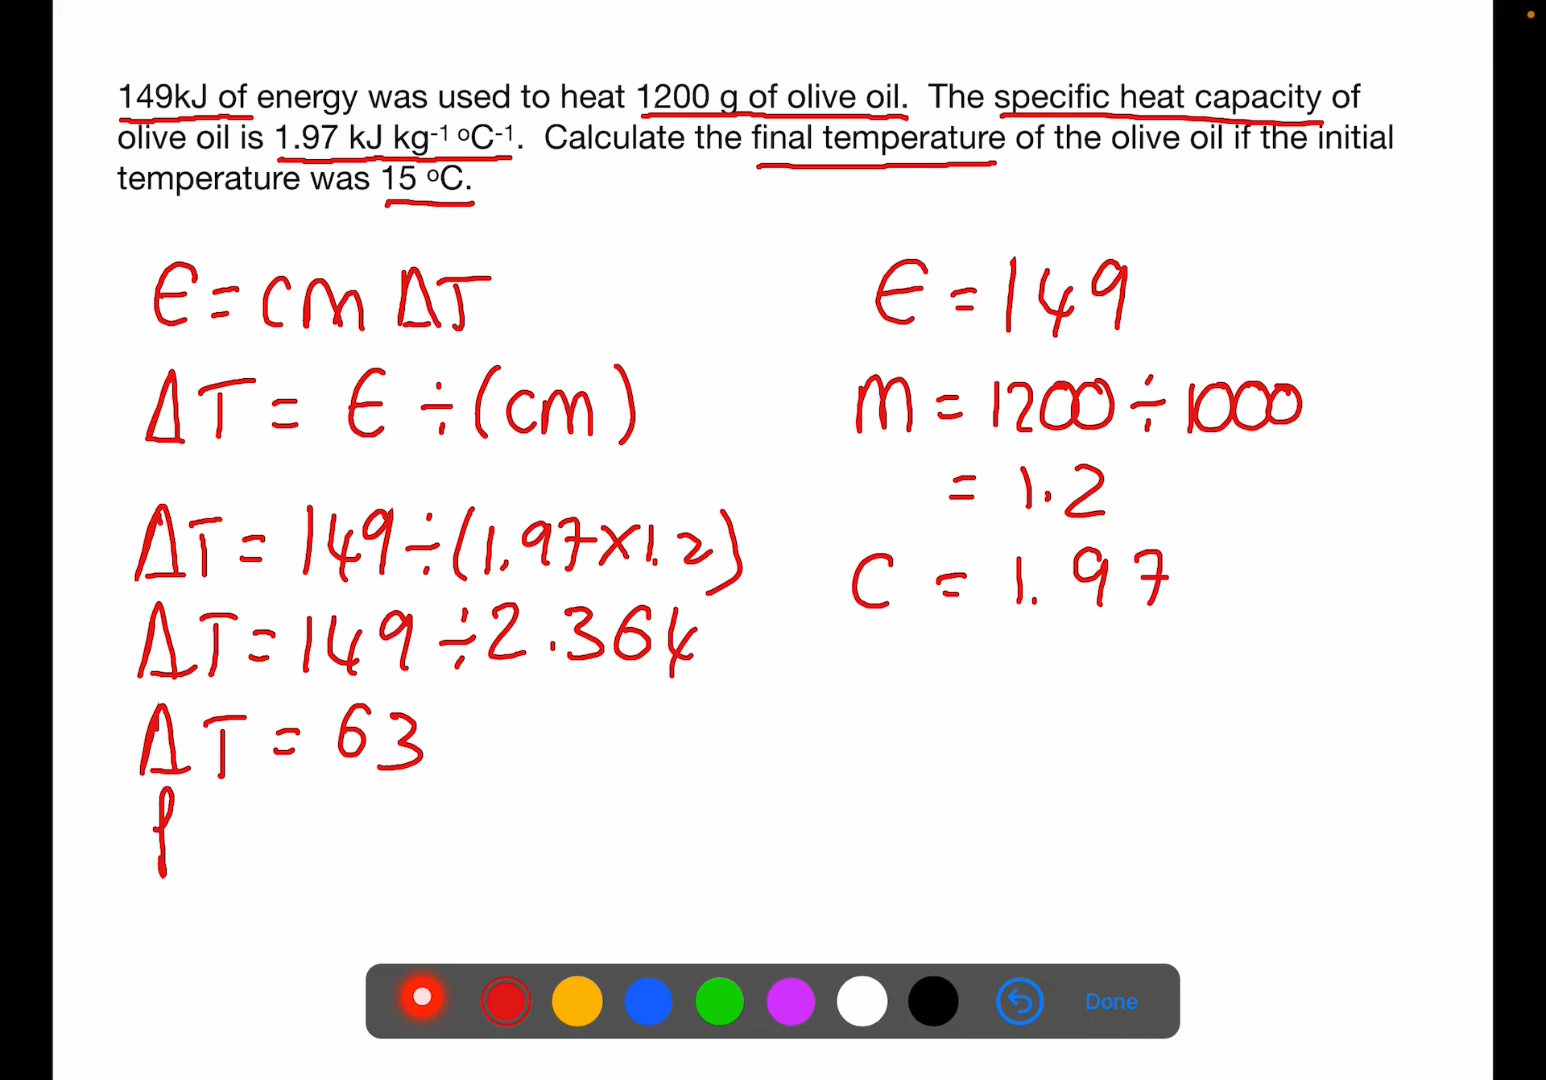 149kJ of energy was used to heat 1200 g of olive oil. The specific heat capacity of
olive oil is 1.97 kJ kg-1 oC-1. Calculate the final temperature of the olive oil if the initial
temperature was 15 oC.
E = cm ΔT
ΔT = E ÷ (cm)
ΔT = 149 ÷ (1.97 × 1.2)
ΔT = 149 ÷ 2.364
ΔT = 63
f
E = 149
m = 1200 ÷ 1000
= 1.2
C = 1.97
Done